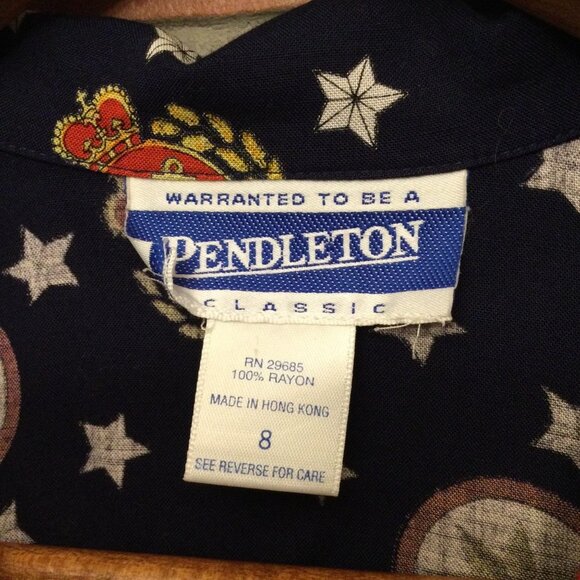 WARRANTED TO BE A
PENDLETON
CLASSIC
RN 29685
100% RAYON
MADE IN HONG KONG
8
SEE REVERSE FOR CARE